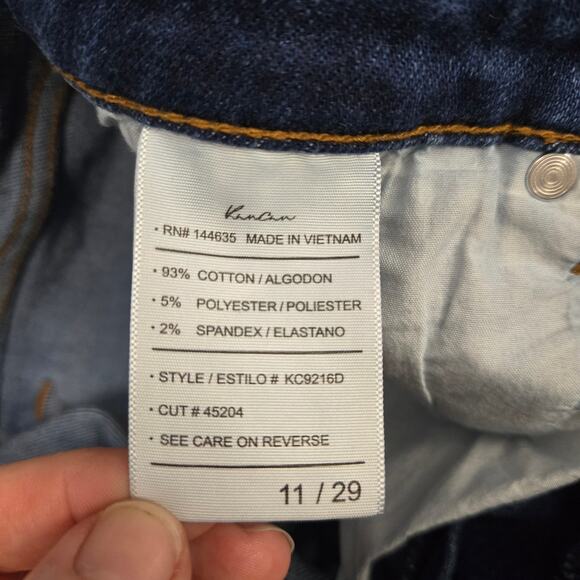 KanCan
• RN# 144635 MADE IN VIETNAM
• 93% COTTON / ALGODON
• 5% POLYESTER / POLIESTER
• 2% SPANDEX / ELASTANO
• STYLE / ESTILO # KC9216D
• CUT # 45204
• SEE CARE ON REVERSE
11 / 29